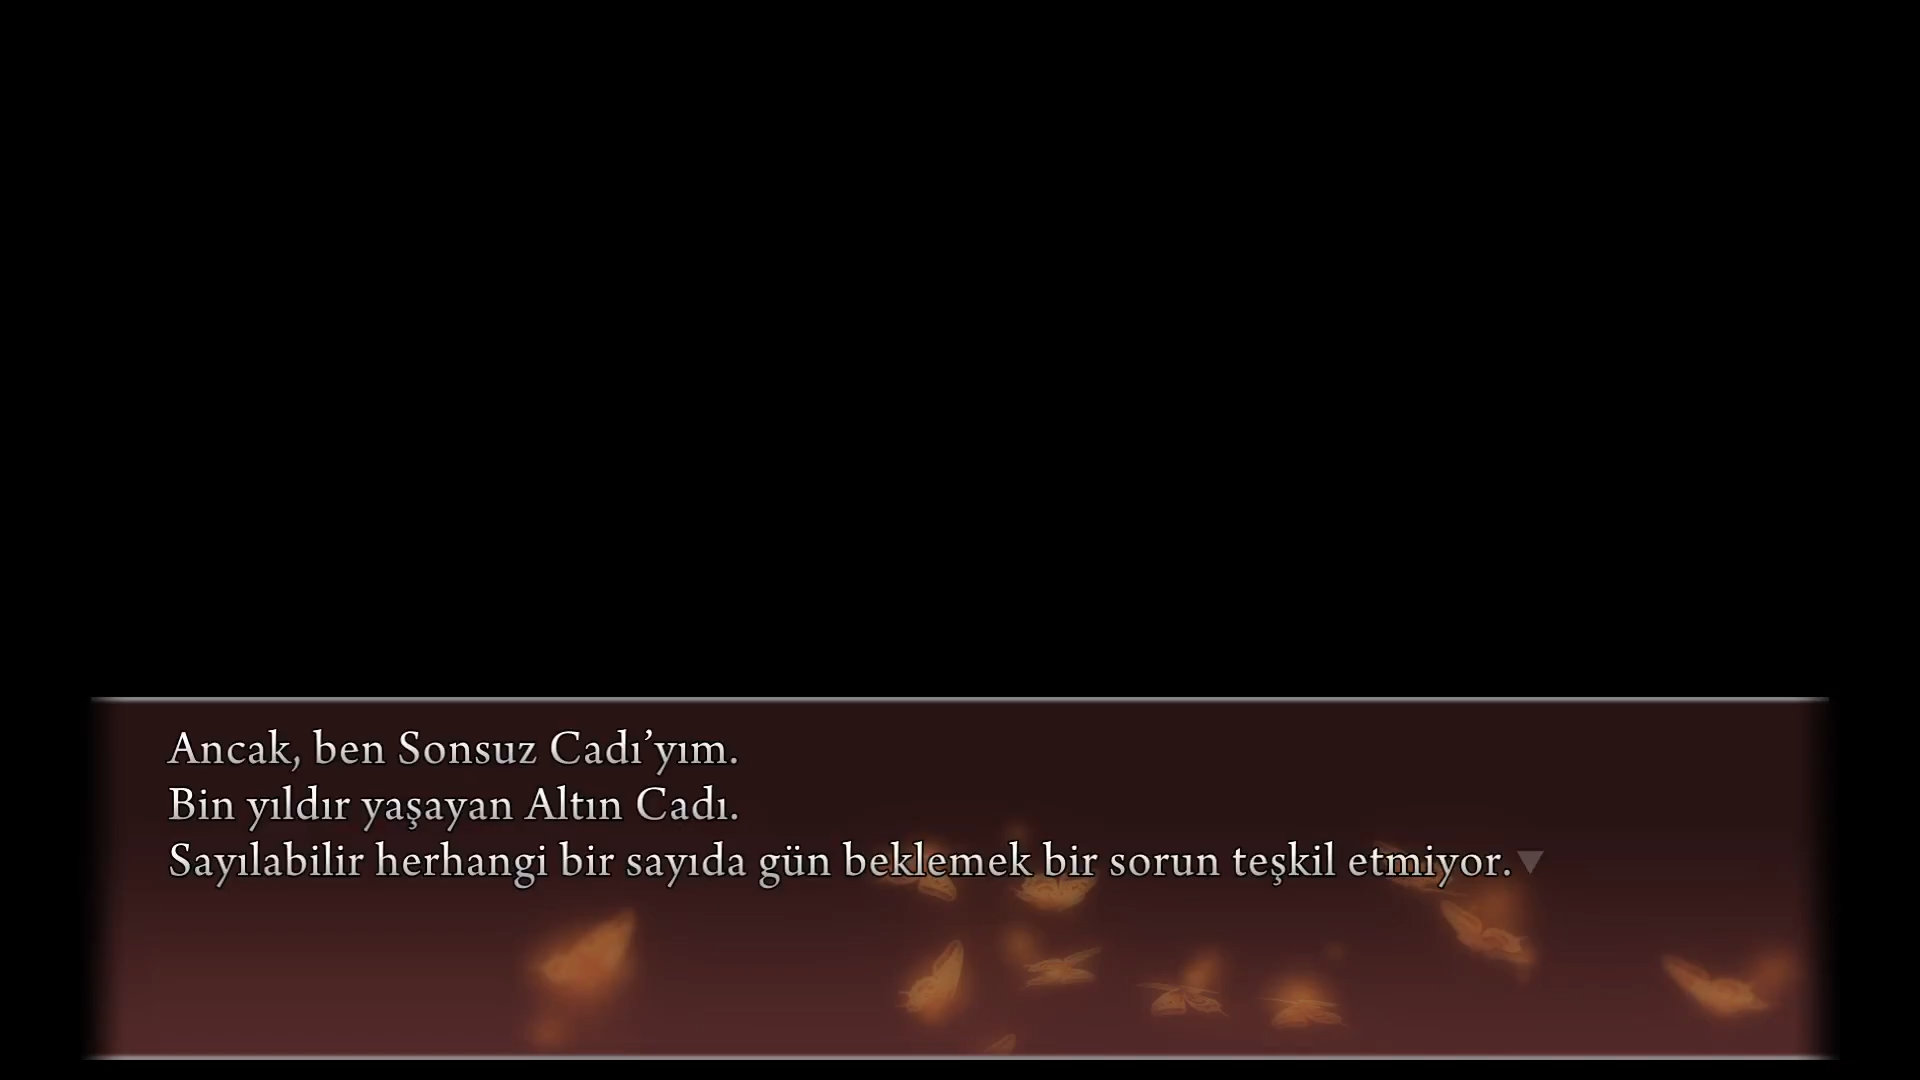 Ancak, ben Sonsuz Cadı’yım.
Bin yıldır yaşayan Altın Cadı.
Sayılabilir herhangi bir sayıda gün beklemek bir sorun teşkil etmiyor.